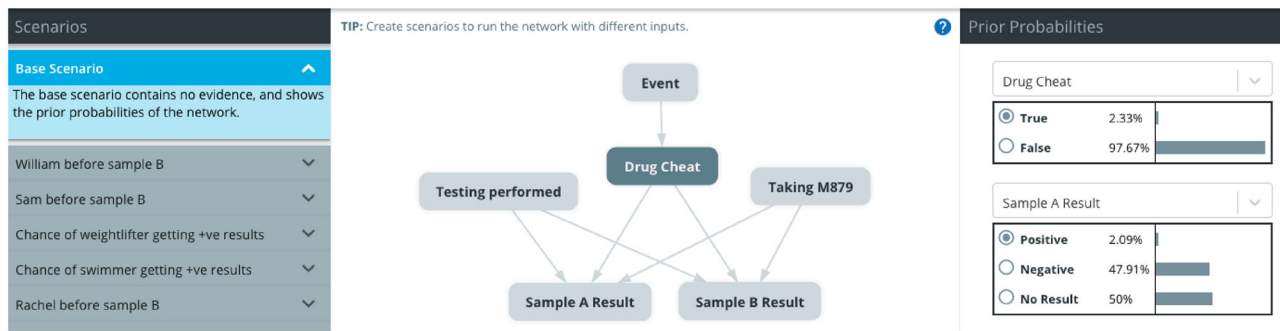 Scenarios
Base Scenario
The base scenario contains no evidence, and shows
the prior probabilities of the network.
William before sample B
Sam before sample B
Chance of weightlifter getting +ve results
Chance of swimmer getting +ve results
Rachel before sample B
TIP: Create scenarios to run the network with different inputs.
?
Event
Drug Cheat
Testing performed
Taking M879
Sample A Result
Sample B Result
Prior Probabilities
Drug Cheat
True 2.33%
False 97.67%
Sample A Result
Positive 2.09%
Negative 47.91%
No Result 50%